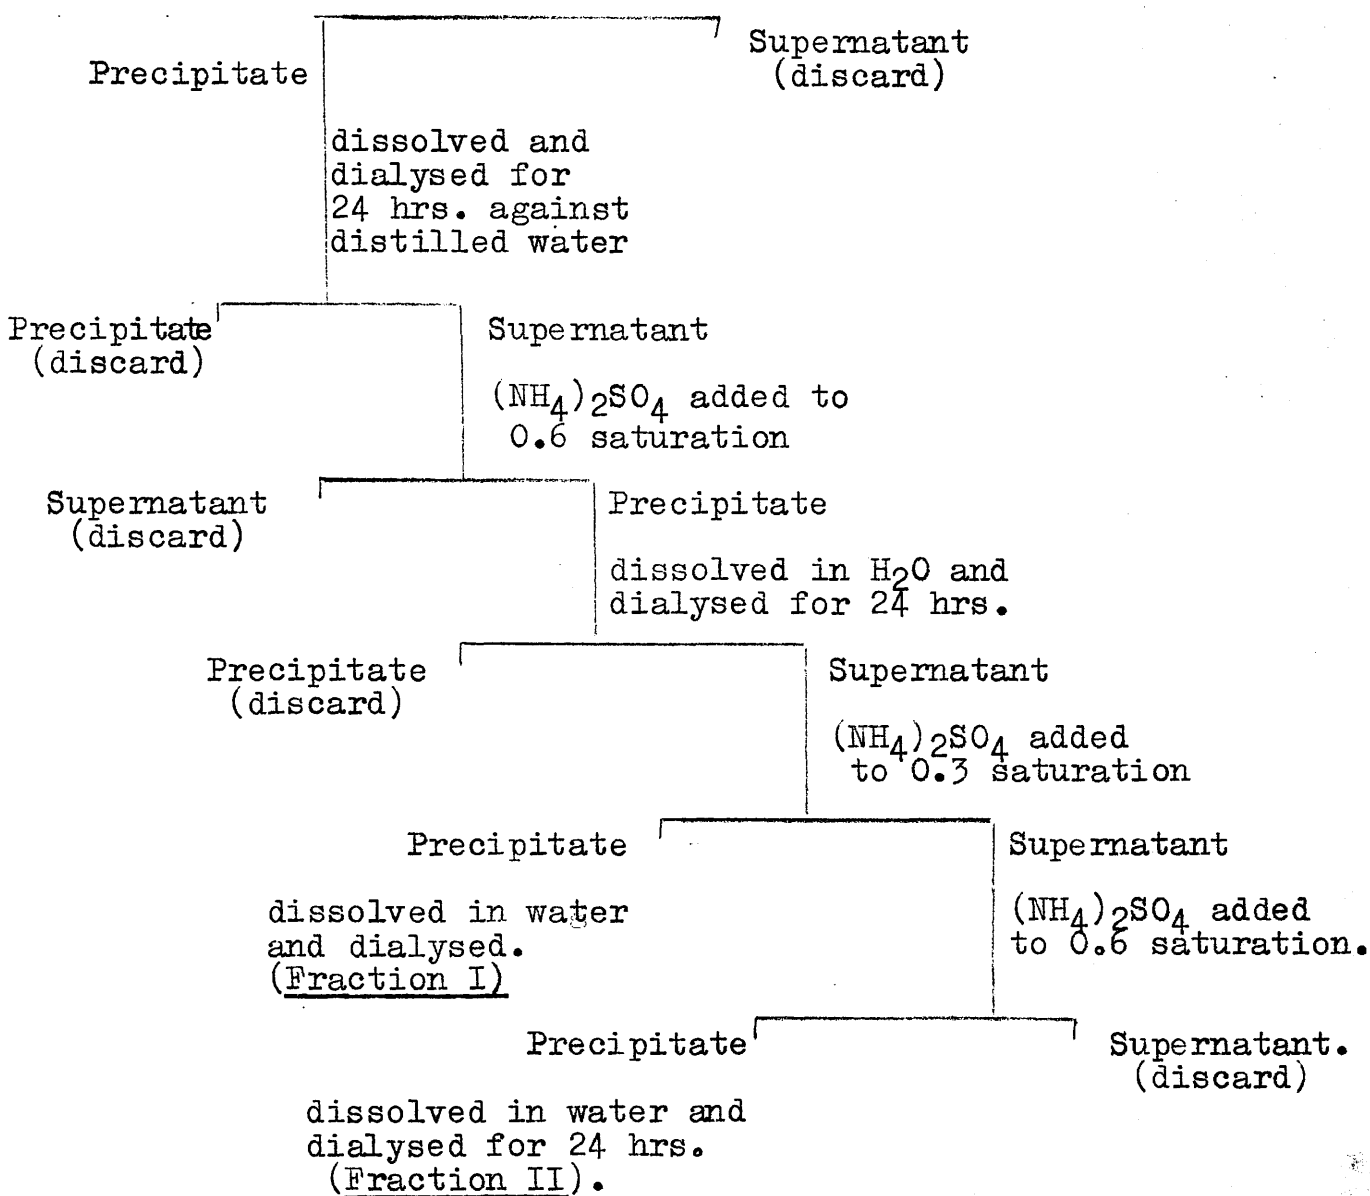 Supernatant
(discard)
Precipitate
dissolved and
dialysed for
24 hrs. against
distilled water
Precipitate
(discard)
Supernatant
(NH4)2SO4 added to
0.6 saturation
Supernatant
(discard)
Precipitate
dissolved in H2O and
dialysed for 24 hrs.
Precipitate
(discard)
Supernatant
(NH4)2SO4 added
to 0.3 saturation
Precipitate
dissolved in water
and dialysed.
(Fraction I)
Supernatant
(NH4)2SO4 added
to 0.6 saturation.
Precipitate
dissolved in water and
dialysed for 24 hrs.
(Fraction II).
Supernatant.
(discard)